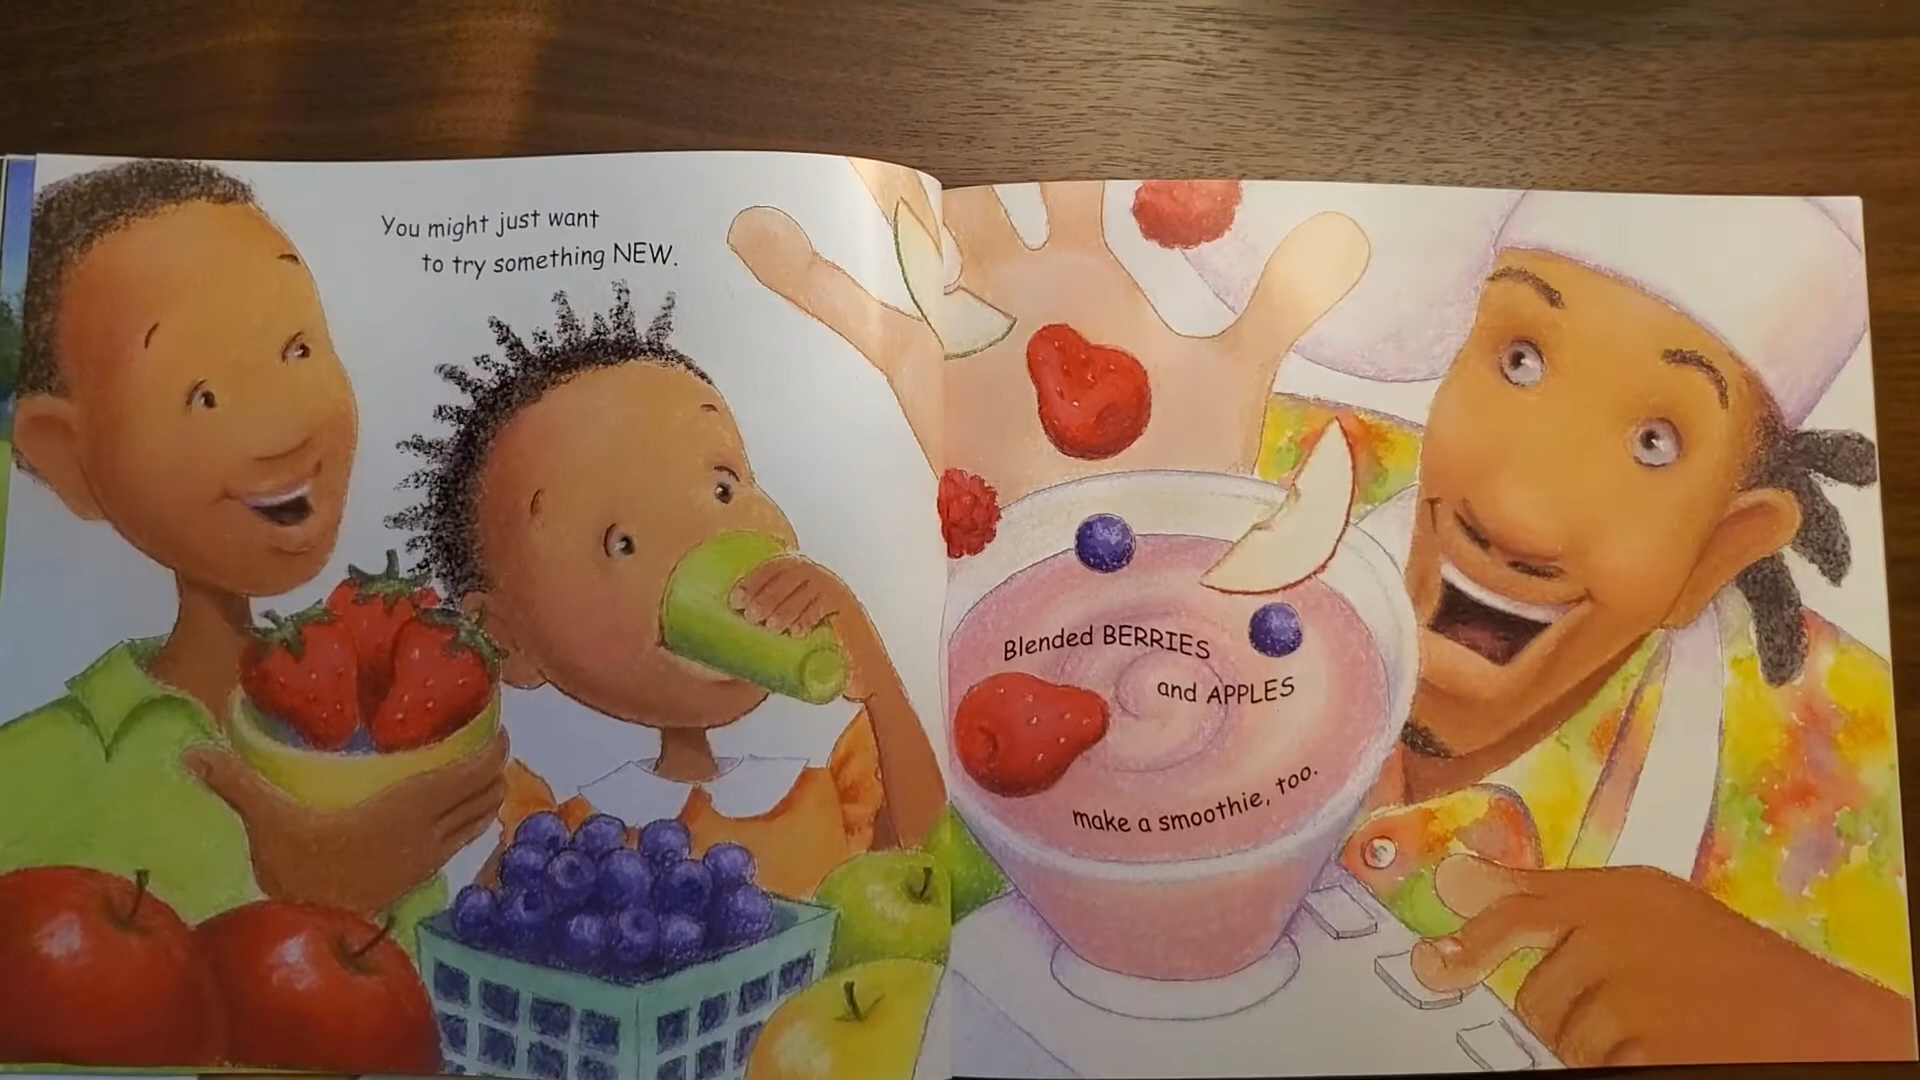 You might just want
to try something NEW.
Blended BERRIES
and APPLES
make a smoothie, too.